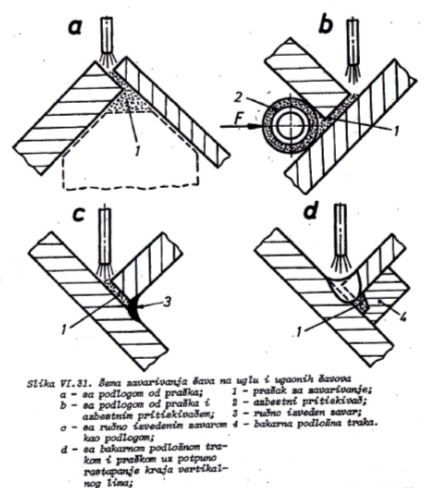 a
b
1
2
F
1
c
d
1
3
1
4
Slika VI.31. Šema zavarivanja šava na uglu i ugaonih šavova
a - sa podlogom od praška;
b - sa podlogom od praška i
azbestnim pritiskivačem;
c - sa ručno izvedenim zavarom
kao podlogom;
d - sa bakarnom podložnom tra-
kom i praškom uz potpuno
rastapanje kraja vertikal-
nog lima;
1 - prašak za zavarivanje;
2 - azbestni pritiskivač;
3 - ručno izveden zavar;
4 - bakarna podložna traka.